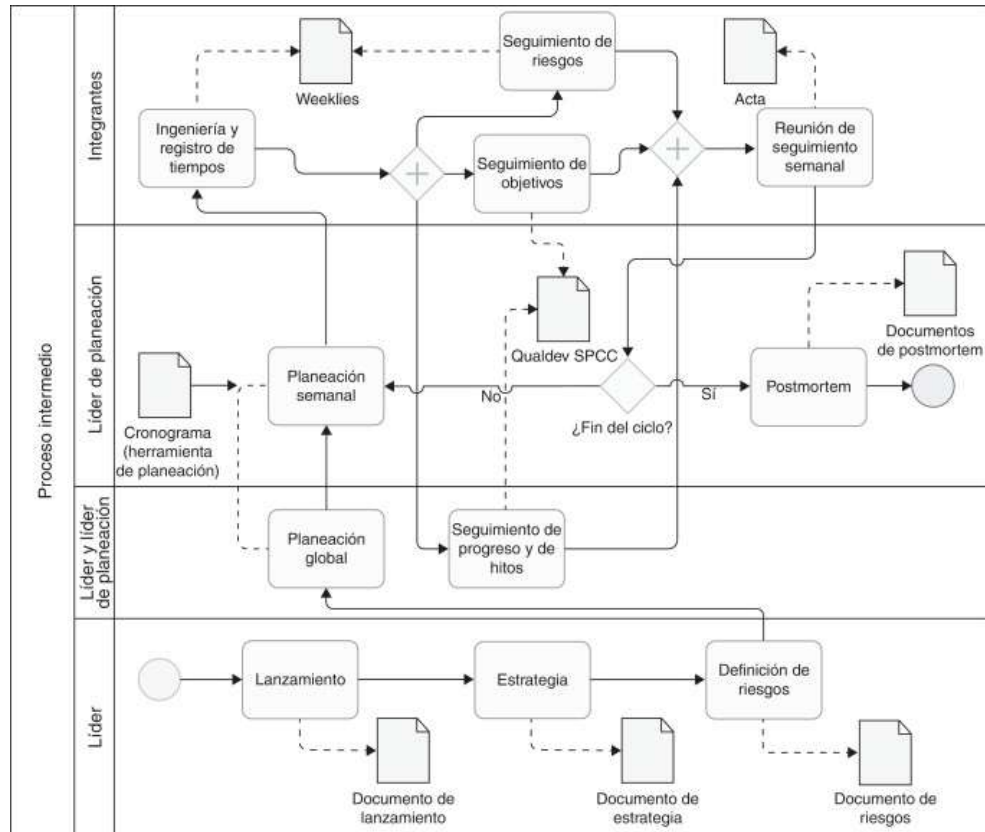 Proceso intermedio
Integrantes
Weeklies
Seguimiento de
riesgos
Acta
Ingeniería y
registro de
tiempos
Seguimiento de
objetivos
Reunión de
seguimiento
semanal
Líder de planeación
Cronograma
(herramienta
de planeación)
Planeación
semanal
Qualdev SPCC
No
¿Fin del ciclo?
Sí
Postmortem
Documentos
de postmortem
Líder y líder
de planeación
Planeación
global
Seguimiento de
progreso y de
hitos
Líder
Lanzamiento
Estrategia
Definición de
riesgos
Documento de
lanzamiento
Documento de
estrategia
Documento de
riesgos